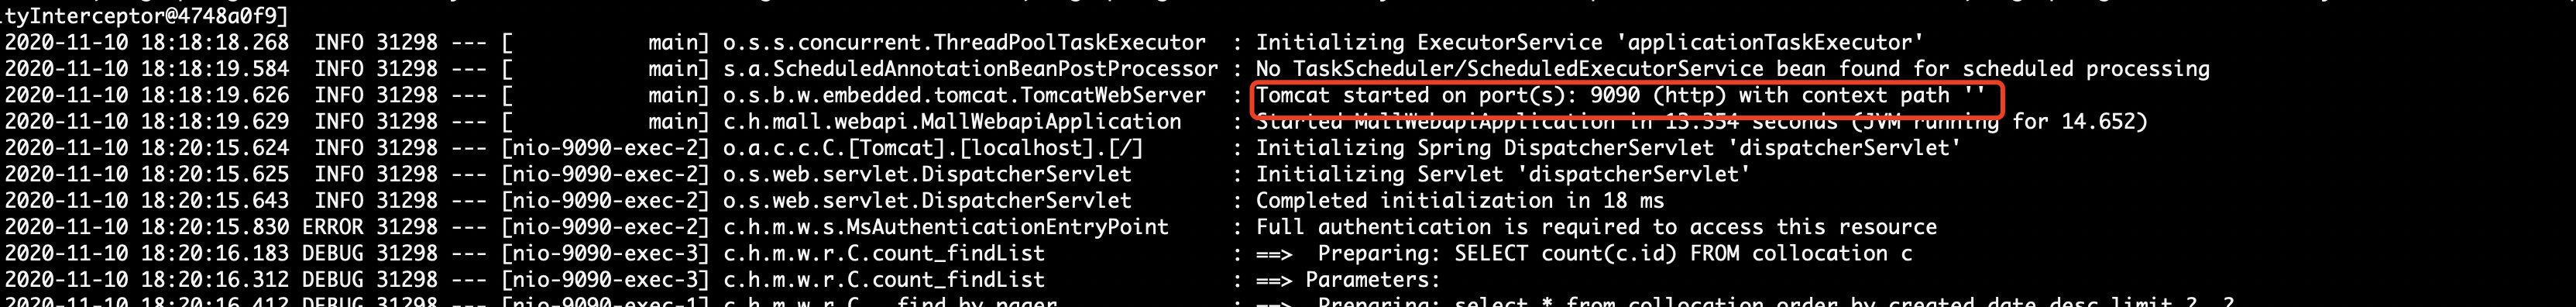 ityInterceptor@4748a0f9]
2020-11-10 18:18:18.268  INFO 31298 --- [           main] o.s.s.concurrent.ThreadPoolTaskExecutor  : Initializing ExecutorService 'applicationTaskExecutor'
2020-11-10 18:18:19.584  INFO 31298 --- [           main] s.a.ScheduledAnnotationBeanPostProcessor : No TaskScheduler/ScheduledExecutorService bean found for scheduled processing
2020-11-10 18:18:19.626  INFO 31298 --- [           main] o.s.b.w.embedded.tomcat.TomcatWebServer  : Tomcat started on port(s): 9090 (http) with context path ''
2020-11-10 18:18:19.629  INFO 31298 --- [           main] c.h.mall.webapi.MallWebapiApplication    : Started MallWebapiApplication in 13.354 seconds (JVM running for 14.652)
2020-11-10 18:20:15.624  INFO 31298 --- [nio-9090-exec-2] o.a.c.c.C.[Tomcat].[localhost].[/]       : Initializing Spring DispatcherServlet 'dispatcherServlet'
2020-11-10 18:20:15.625  INFO 31298 --- [nio-9090-exec-2] o.s.web.servlet.DispatcherServlet        : Initializing Servlet 'dispatcherServlet'
2020-11-10 18:20:15.643  INFO 31298 --- [nio-9090-exec-2] o.s.web.servlet.DispatcherServlet        : Completed initialization in 18 ms
2020-11-10 18:20:15.830 ERROR 31298 --- [nio-9090-exec-2] c.h.m.w.s.MsAuthenticationEntryPoint     : Full authentication is required to access this resource
2020-11-10 18:20:16.183 DEBUG 31298 --- [nio-9090-exec-3] c.h.m.w.r.C.count_findList               : ==>  Preparing: SELECT count(c.id) FROM collocation c
2020-11-10 18:20:16.312 DEBUG 31298 --- [nio-9090-exec-3] c.h.m.w.r.C.count_findList               : ==> Parameters:
2020-11-10 18:20:16.412 DEBUG 31298 --- [nio-9090-exec-1] c.h.m.w.r.C. find by pager : ==>  Preparing: select * from collocation order by created date desc limit ?, ?